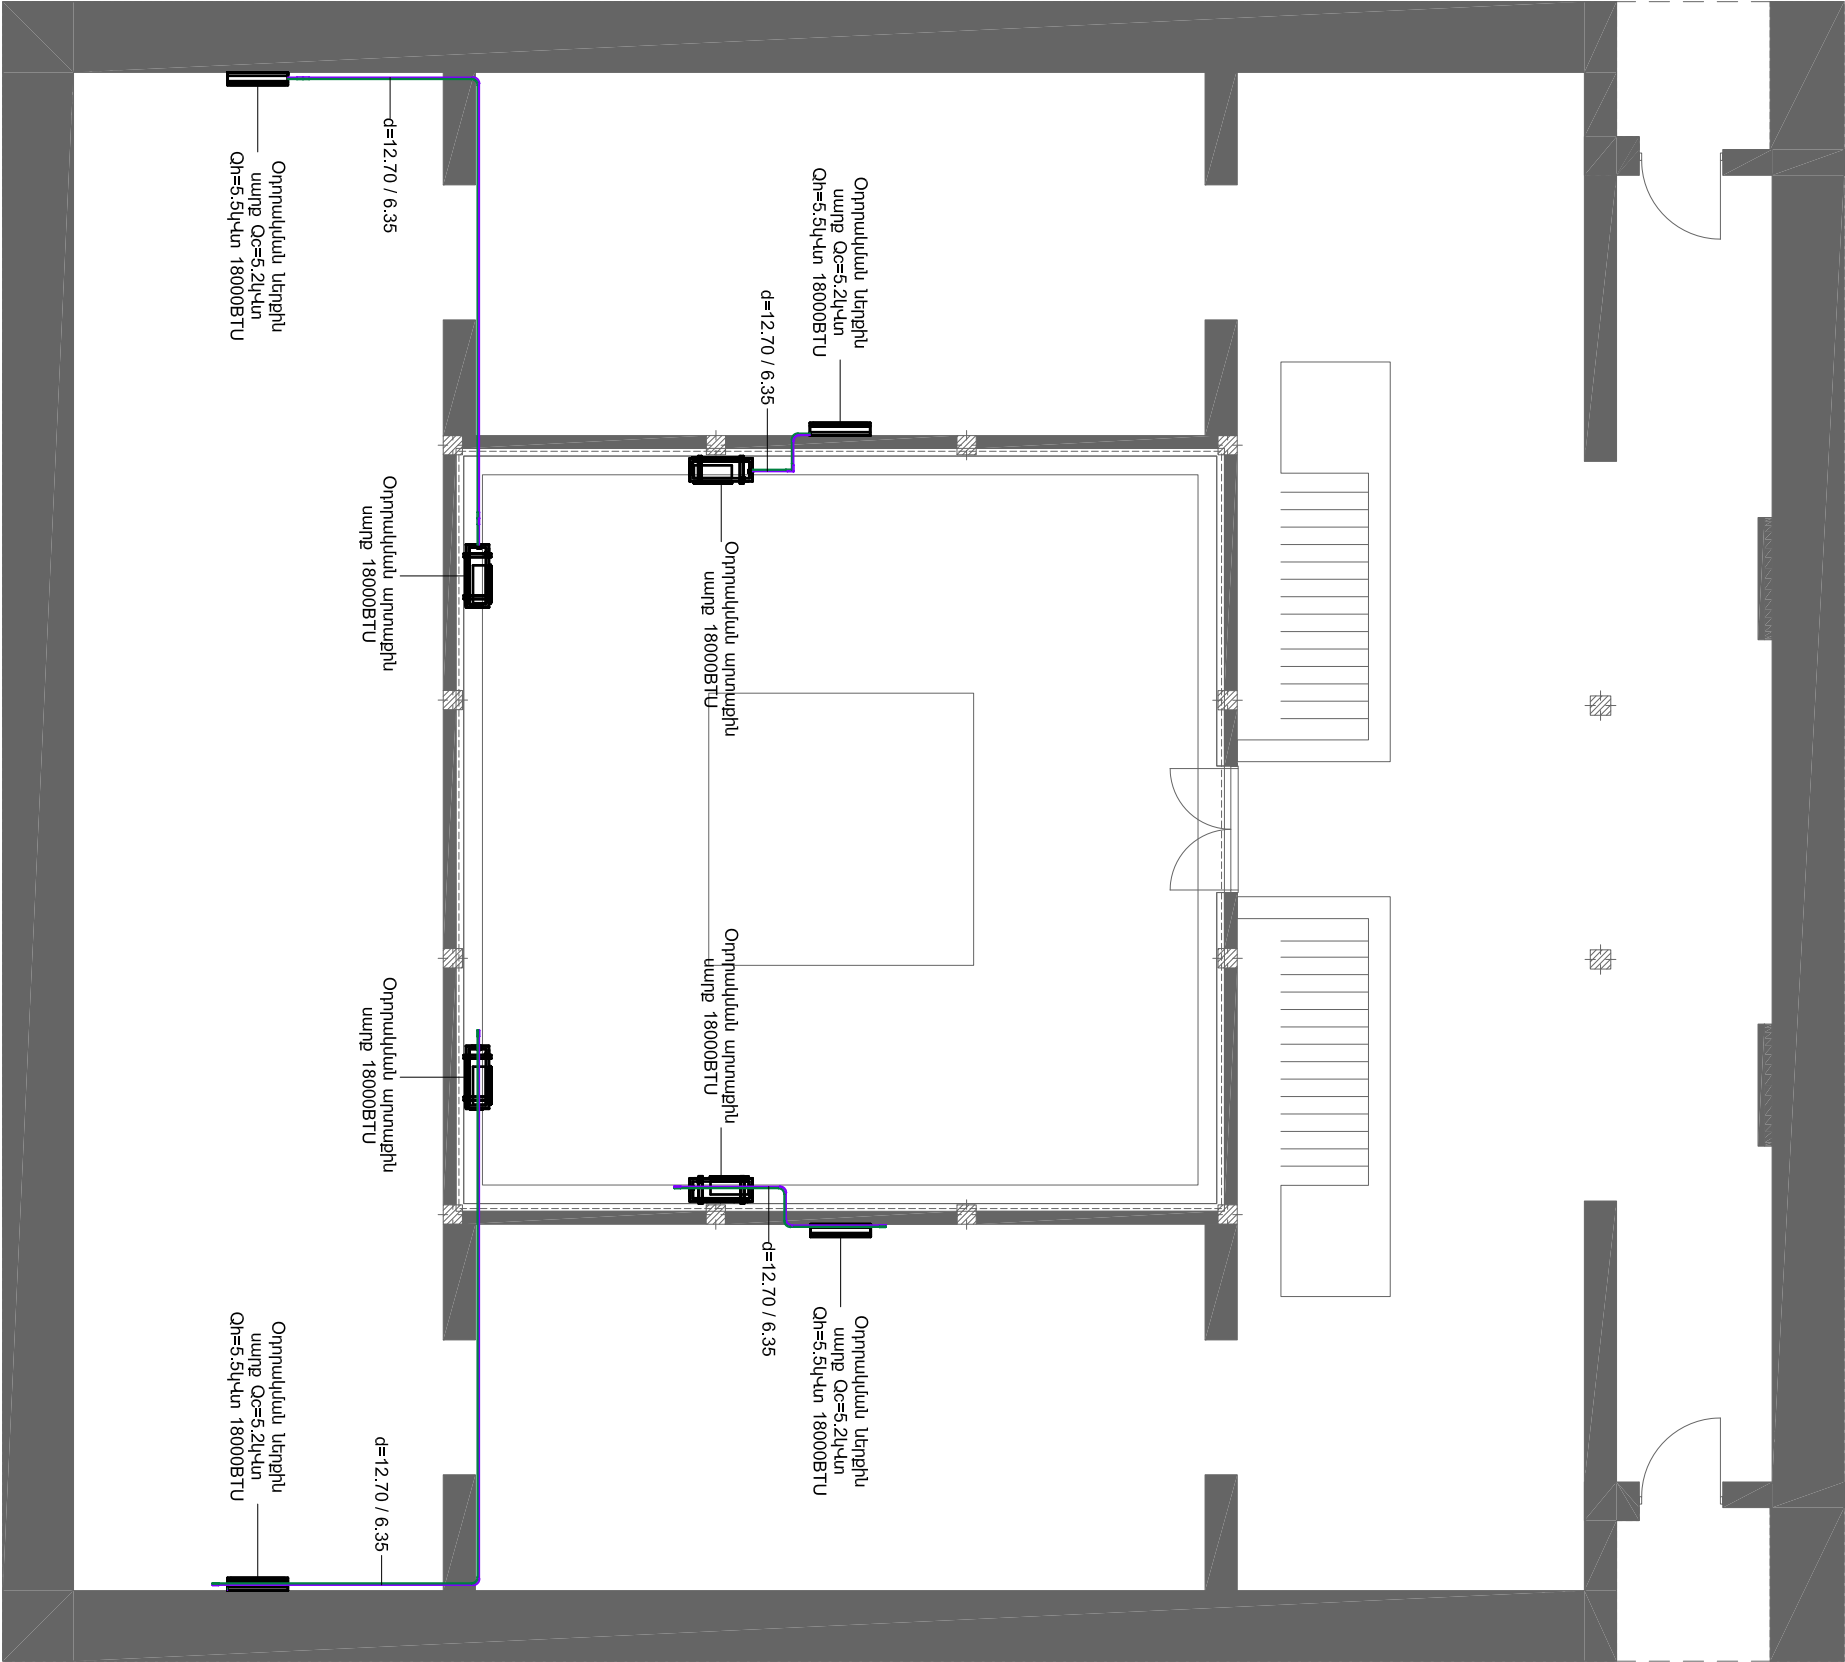 Օդորակման ներքին
սարք Qc=5.2կՎտ
Qh=5.5կՎտ 18000BTU
d=12.70 / 6.35
Օդորակման ներքին
սարք Qc=5.2կՎտ
Qh=5.5կՎտ 18000BTU
d=12.70 / 6.35
Օդորակման արտաքին
սարք 18000BTU
Օդորակման արտաքին
սարք 18000BTU
Օդորակման արտաքին
սարք 18000BTU
Օդորակման արտաքին
սարք 18000BTU
d=12.70 / 6.35
Օդորակման ներքին
սարք Qc=5.2կՎտ
Qh=5.5կՎտ 18000BTU
Օդորակման ներքին
սարք Qc=5.2կՎտ
Qh=5.5կՎտ 18000BTU
d=12.70 / 6.35